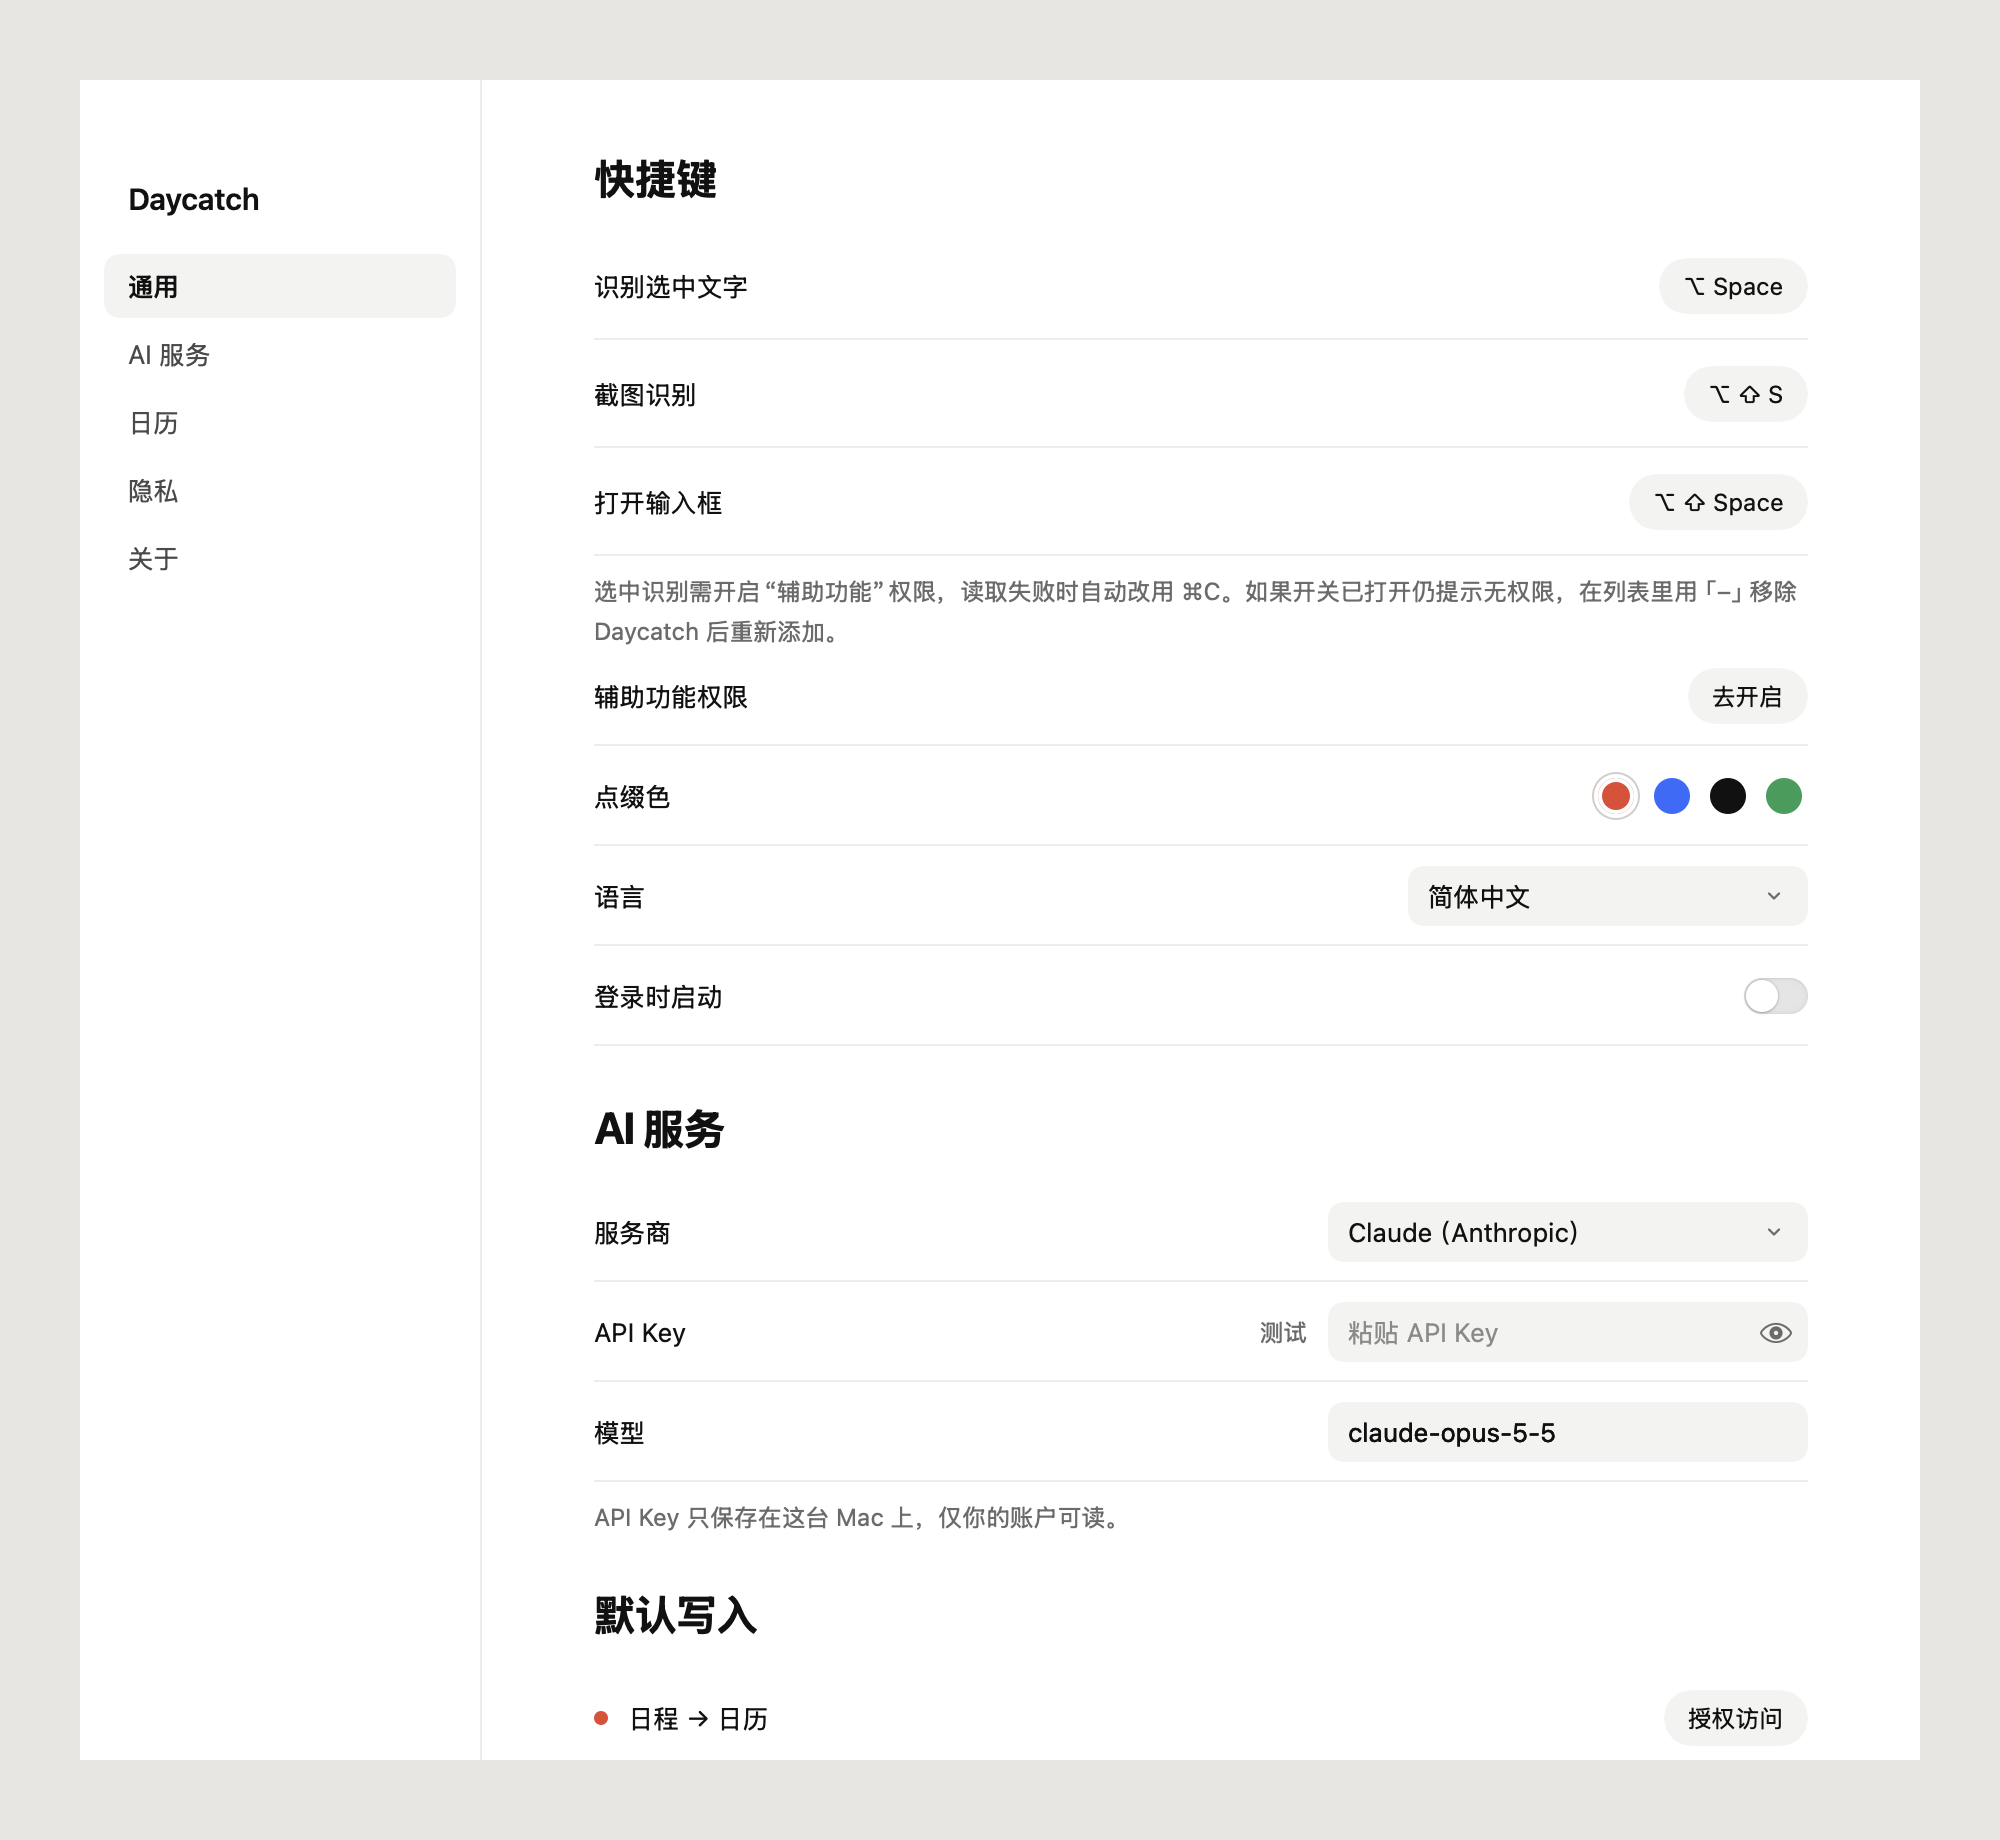 Daycatch
通用
AI 服务
日历
隐私
关于
快捷键
识别选中文字
⌥ Space
截图识别
⌥ ⇧ S
打开输入框
⌥ ⇧ Space
选中识别需开启“辅助功能”权限，读取失败时自动改用 ⌘C。如果开关已打开仍提示无权限，在列表里用「–」移除
Daycatch 后重新添加。
辅助功能权限
去开启
点缀色
语言
简体中文
登录时启动
AI 服务
服务商
Claude (Anthropic)
API Key
测试
粘贴 API Key
模型
claude-opus-5-5
API Key 只保存在这台 Mac 上，仅你的账户可读。
默认写入
日程 → 日历
授权访问